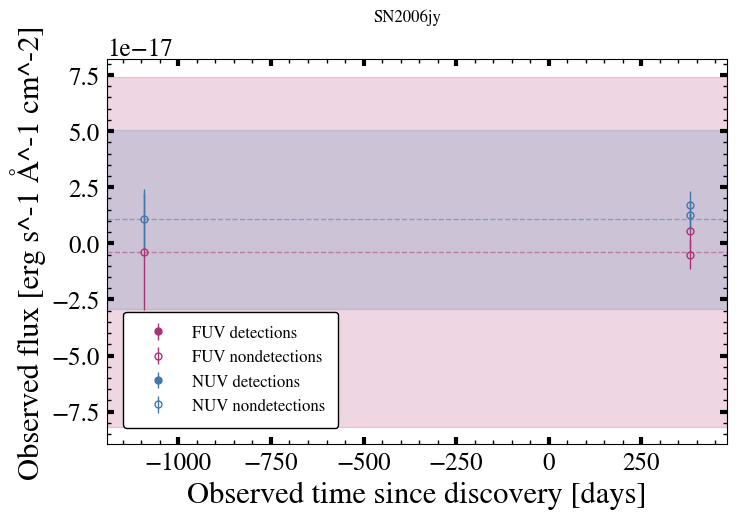 SN2006jy
1e−17
Observed flux [erg s^-1 Å^-1 cm^-2]
7.5
5.0
2.5
0.0
−2.5
−5.0
−7.5
FUV detections
FUV nondetections
NUV detections
NUV nondetections
−1000 −750 −500 −250 0 250
Observed time since discovery [days]